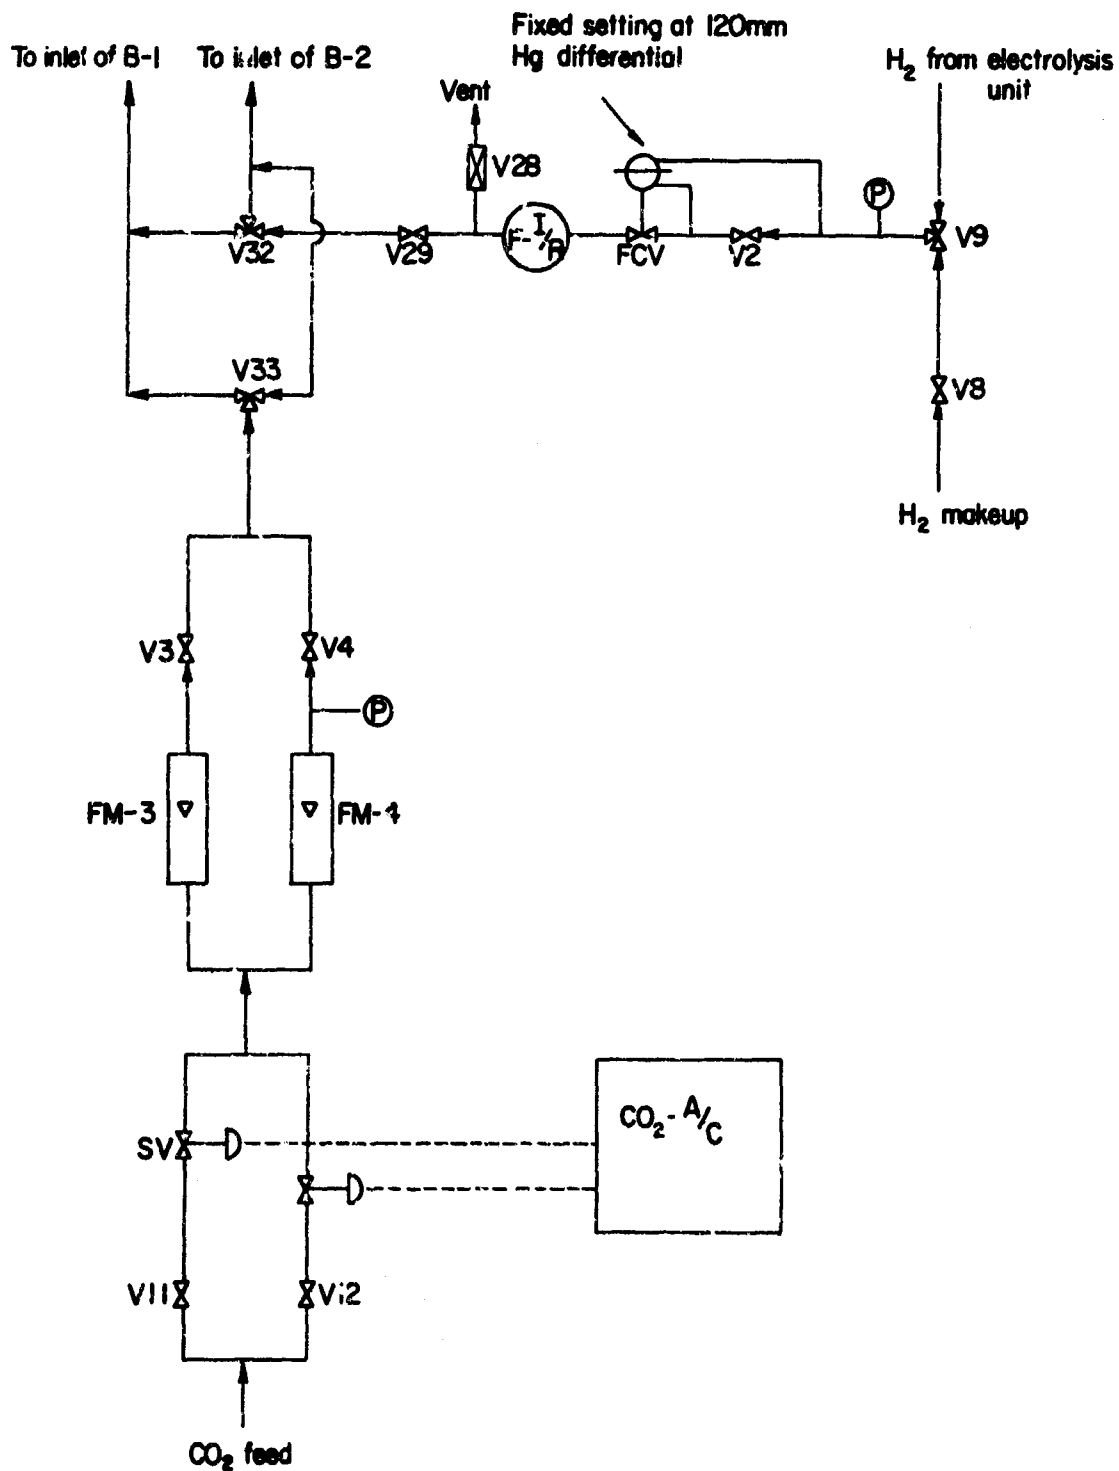 Fixed setting at 120mm
Hg differential
To inlet of B-1
To inlet of B-2
H₂ from electrolysis
unit
Vent
V28
P
V32
V29
F-I/R
FCV
V2
V9
V33
V8
H₂ makeup
V3
V4
P
FM-3
FM-4
CO₂-A/C
SV
V11
V12
CO₂ feed